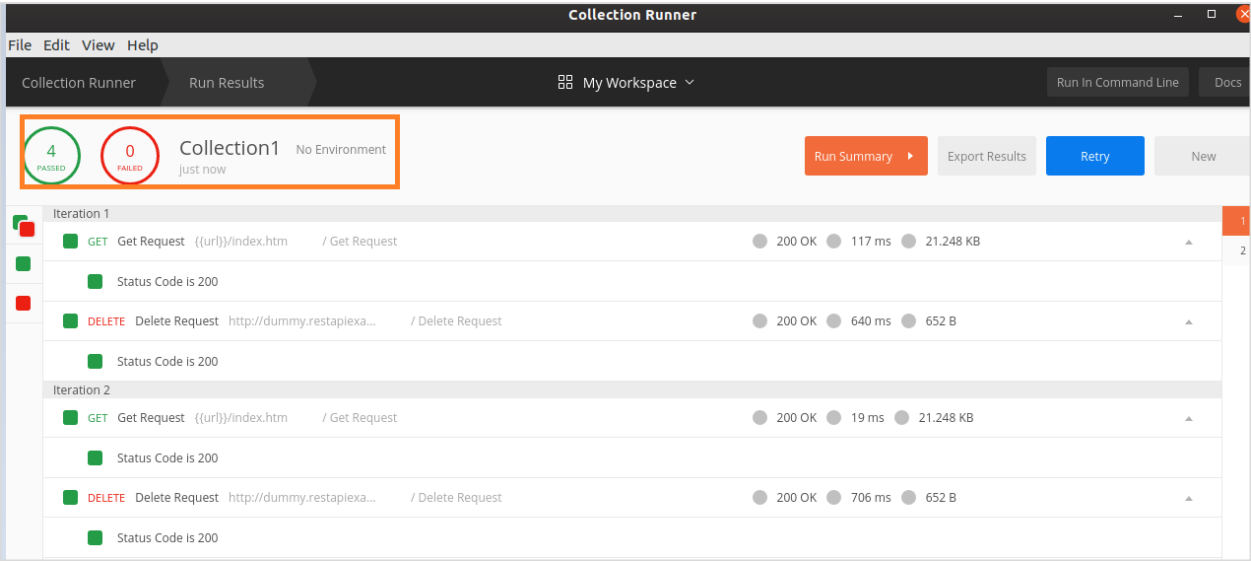 Collection Runner
File Edit View Help
Collection Runner Run Results My Workspace Run In Command Line Docs
4 PASSED 0 FAILED Collection1 No Environment
just now
Run Summary Export Results Retry New
Iteration 1
GET Get Request {{url}}/index.htm / Get Request 200 OK 117 ms 21.248 KB
1
Status Code is 200
2
DELETE Delete Request http://dummy.restapiexa... / Delete Request 200 OK 640 ms 652 B
Status Code is 200
Iteration 2
GET Get Request {{url}}/index.htm / Get Request 200 OK 19 ms 21.248 KB
Status Code is 200
DELETE Delete Request http://dummy.restapiexa... / Delete Request 200 OK 706 ms 652 B
Status Code is 200